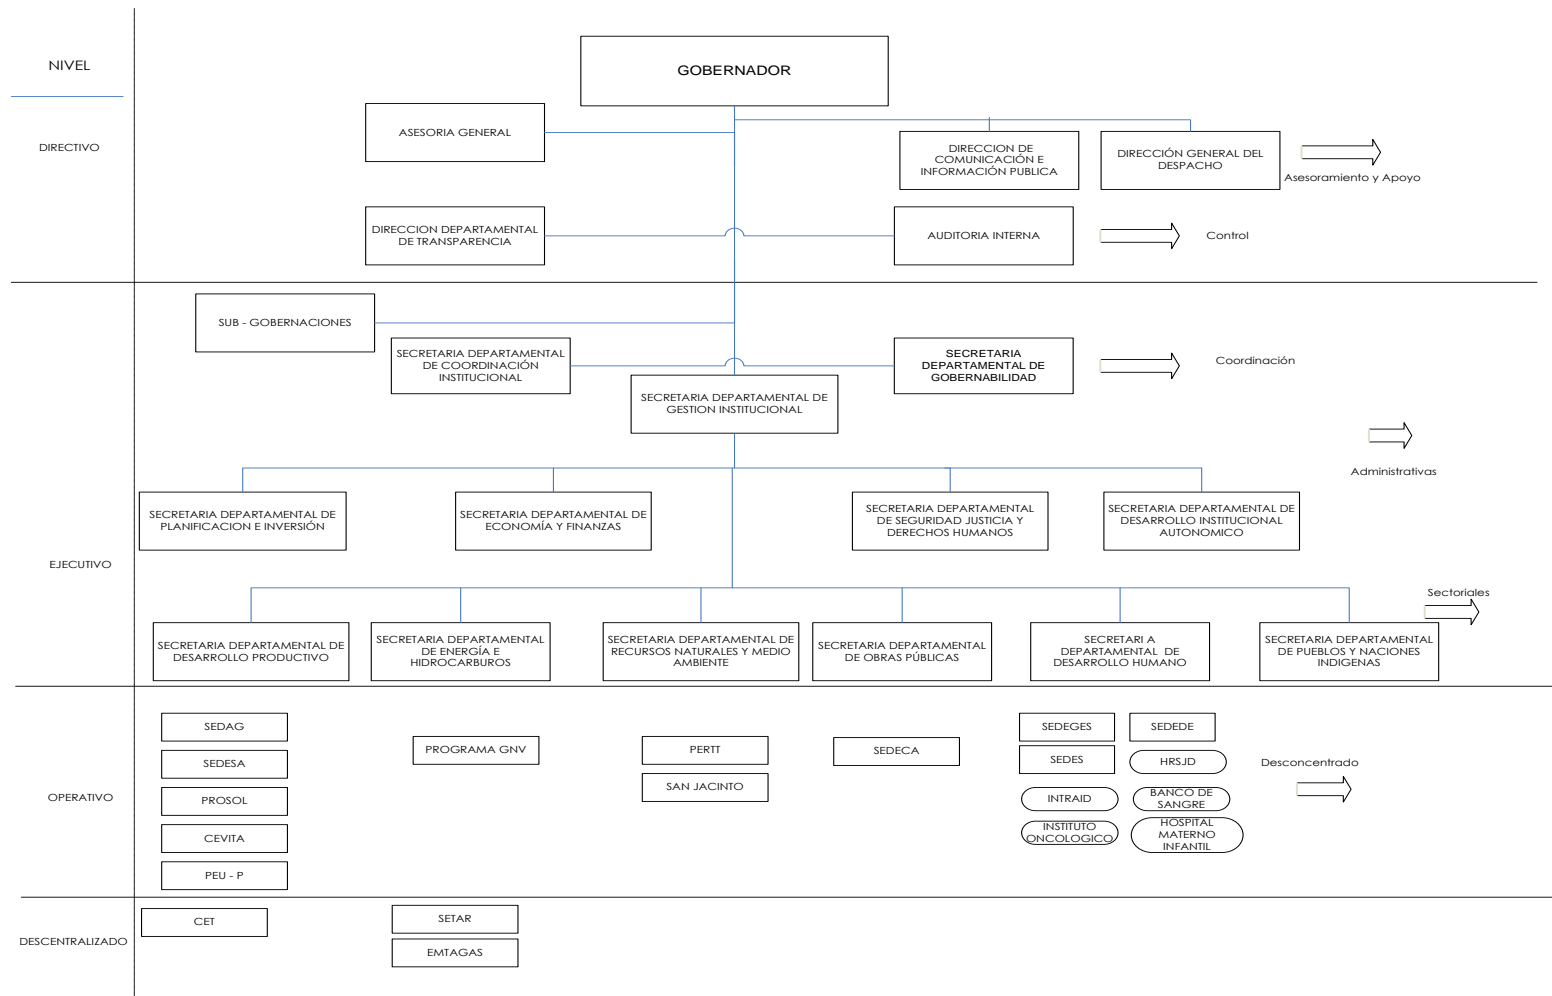 NIVEL
GOBERNADOR
ASESORIA GENERAL
DIRECTIVO
DIRECCION DE
COMUNICACIÓN E
INFORMACIÓN PUBLICA
DIRECCIÓN GENERAL DEL
DESPACHO
Asesoramiento y Apoyo
DIRECCION DEPARTAMENTAL
DE TRANSPARENCIA
AUDITORIA INTERNA
Control
SUB - GOBERNACIONES
SECRETARIA DEPARTAMENTAL
DE COORDINACIÓN
INSTITUCIONAL
SECRETARIA
DEPARTAMENTAL DE
GOBERNABILIDAD
Coordinación
SECRETARIA DEPARTAMENTAL DE
GESTION INSTITUCIONAL
Administrativas
SECRETARIA DEPARTAMENTAL DE
PLANIFICACION E INVERSIÓN
SECRETARIA DEPARTAMENTAL DE
ECONOMÍA Y FINANZAS
SECRETARIA DEPARTAMENTAL
DE SEGURIDAD JUSTICIA Y
DERECHOS HUMANOS
SECRETARIA DEPARTAMENTAL DE
DESARROLLO INSTITUCIONAL
AUTONOMICO
EJECUTIVO
Sectoriales
SECRETARIA DEPARTAMENTAL DE
DESARROLLO PRODUCTIVO
SECRETARIA DEPARTAMENTAL
DE ENERGÍA E
HIDROCARBUROS
SECRETARIA DEPARTAMENTAL DE
RECURSOS NATURALES Y MEDIO
AMBIENTE
SECRETARIA DEPARTAMENTAL
DE OBRAS PÚBLICAS
SECRETARI A
DEPARTAMENTAL DE
DESARROLLO HUMANO
SECRETARIA DEPARTAMENTAL
DE PUEBLOS Y NACIONES
INDIGENAS
OPERATIVO
SEDAG
SEDESA
PROSOL
CEVITA
PEU - P
PROGRAMA GNV
PERTT
SAN JACINTO
SEDECA
SEDEGES
SEDEDE
SEDES
HRSJD
INTRAID
BANCO DE
SANGRE
INSTITUTO
ONCOLOGICO
HOSPITAL
MATERNO
INFANTIL
Desconcentrado
DESCENTRALIZADO
CET
SETAR
EMTAGAS